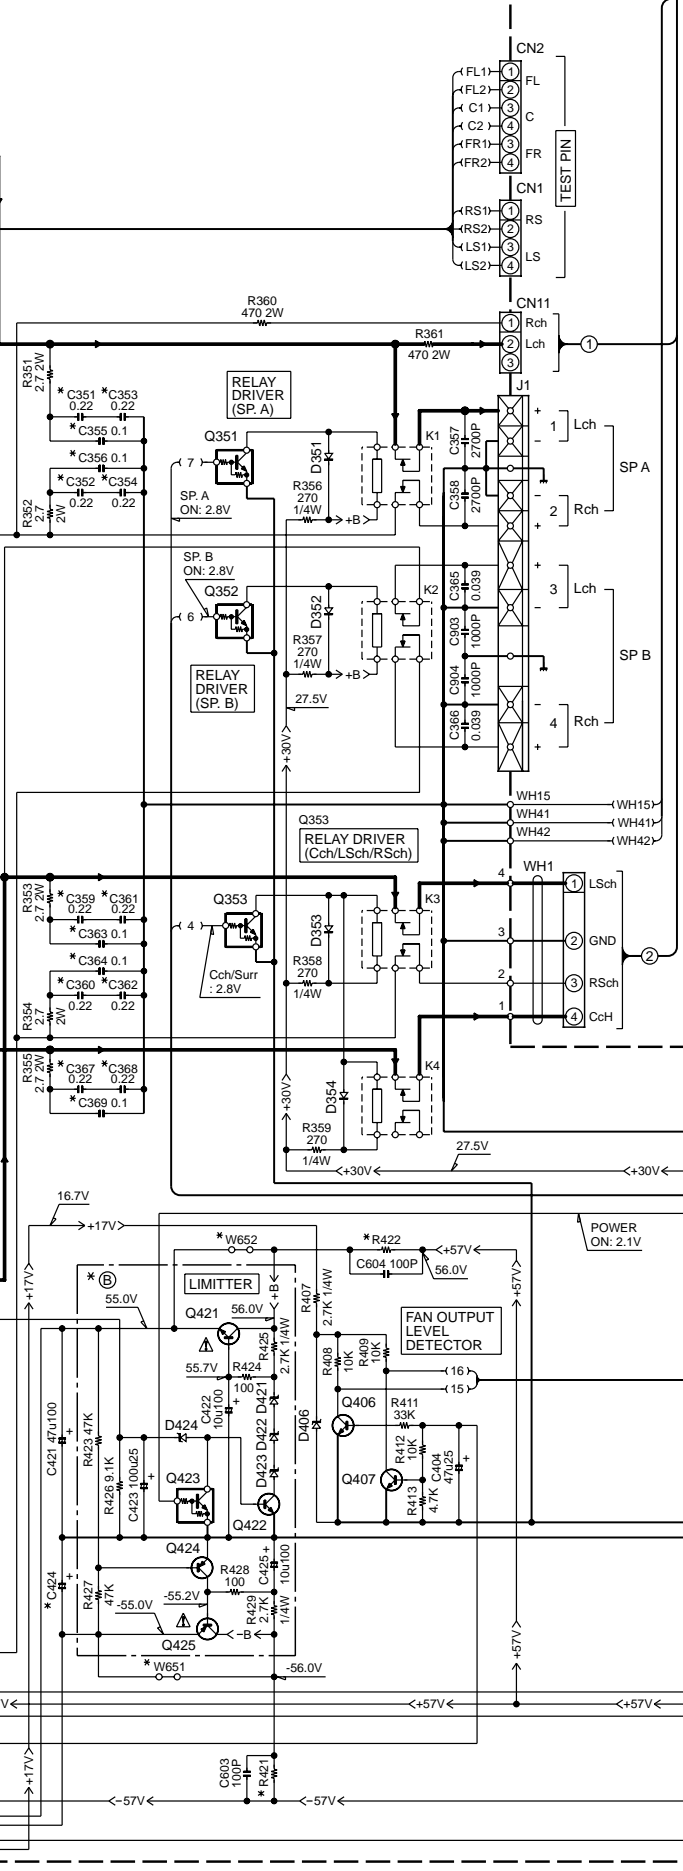 CN2
FL1 1 FL
FL2 2
C1 3 C
C2 4
FR1 3 FR
FR2 4
TEST PIN
CN1
RS1 1 RS
RS2 2
LS1 3 LS
LS2 4
CN11
R360
470 2W
1 Rch
R361
470 2W
2 Lch
1
3
R351
2.7 2W
RELAY
DRIVER
(SP. A)
J1
*C351 *C353
0.22 0.22
*C355 0.1
*C356 0.1
*C352 *C354
0.22 0.22
R352
2.7
2W
Q351
7
SP. A
ON: 2.8V
D351
R356
270
1/4W
+B
K1
C357
2700P
C358
2700P
+
1 Lch
−
SP A
−
2 Rch
+
SP. B
ON: 2.8V
Q352
6
RELAY
DRIVER
(SP. B)
D352
R357
270
1/4W
+B
27.5V
+30V
K2
C365
0.039
C903
1000P
C904
1000P
C366
0.039
+
3 Lch
−
SP B
−
4 Rch
+
WH15
WH15
WH41
WH41
WH42
WH42
Q353
RELAY DRIVER
(Cch/LSch/RSch)
WH1
R353
2.7 2W
*C359 *C361
0.22 0.22
*C363 0.1
*C364 0.1
*C360 *C362
0.22 0.22
R354
2.7
2W
Q353
4
Cch/Surr
: 2.8V
D353
R358
270
1/4W
K3
4 1 LSch
3 2 GND
2
2 3 RSch
1 4 CcH
R355
2.7 2W
*C367 *C368
0.22 0.22
*C369 0.1
+30V
D354
R359
270
1/4W
K4
27.5V
+30V
+30V
16.7V
+17V
+17V
POWER
ON: 2.1V
*W652
*R422
C604 100P
+57V
56.0V
+57V
*B
LIMITTER
+B
R407
2.7K 1/4W
FAN OUTPUT
LEVEL
DETECTOR
55.0V
Q421
56.0V
R425
2.7K 1/4W
R408
10K
R409
10K
55.7V
R424
100
16
15
C421 47u100
+
R423 47K
R426 9.1K
C423 100u25
+
C422
10u100
+
D424
D421
D422
D423
D406
Q406
R411
33K
R412
10K
C404
47u25
+
Q407
R413
4.7K
Q423
Q422
Q424
*C424
+
R427
47K
R428
100
C425
10u100
+
-55.0V
-55.2V
R429
2.7K
1/4W
Q425
−B
*W651
-56.0V
+57V
V
+57V
+57V
+17V
C603
100P
*R421
−57V
−57V